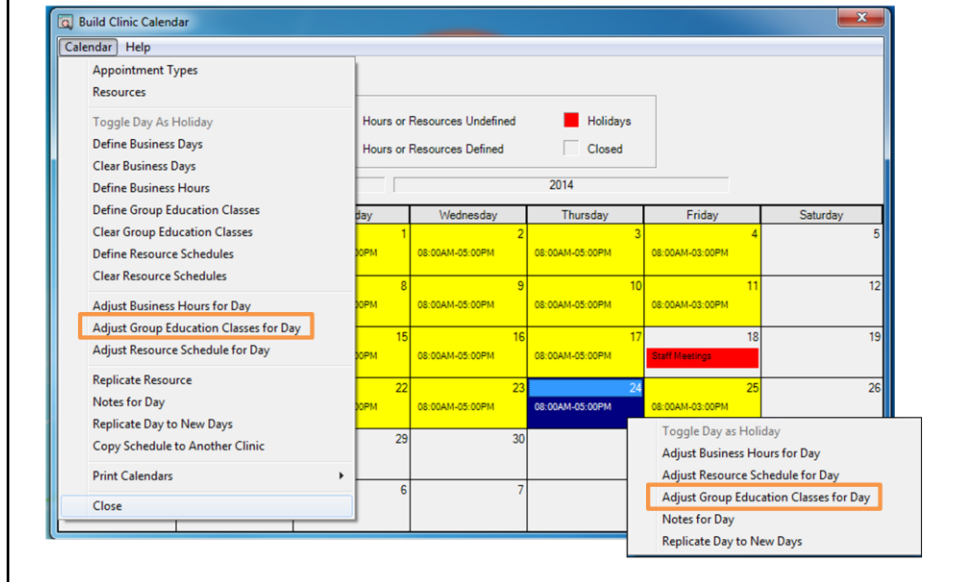 Build Clinic Calendar
Calendar Help
Appointment Types
Resources
Toggle Day As Holiday
Define Business Days
Clear Business Days
Define Business Hours
Define Group Education Classes
Clear Group Education Classes
Define Resource Schedules
Clear Resource Schedules
Adjust Business Hours for Day
Adjust Group Education Classes for Day
Adjust Resource Schedule for Day
Replicate Resource
Notes for Day
Replicate Day to New Days
Copy Schedule to Another Clinic
Print Calendars
Close
Hours or Resources Undefined Holidays
Hours or Resources Defined Closed
2014
day Wednesday Thursday Friday Saturday
1 2 3 4 5
00PM 08:00AM-05:00PM 08:00AM-05:00PM 08:00AM-03:00PM
8 9 10 11 12
00PM 08:00AM-05:00PM 08:00AM-05:00PM 08:00AM-03:00PM
15 16 17 18 19
00PM 08:00AM-05:00PM 08:00AM-05:00PM Staff Meetings
22 23 24 25 26
00PM 08:00AM-05:00PM 08:00AM-05:00PM 08:00AM-03:00PM
29 30
6 7
Toggle Day as Holiday
Adjust Business Hours for Day
Adjust Resource Schedule for Day
Adjust Group Education Classes for Day
Notes for Day
Replicate Day to New Days